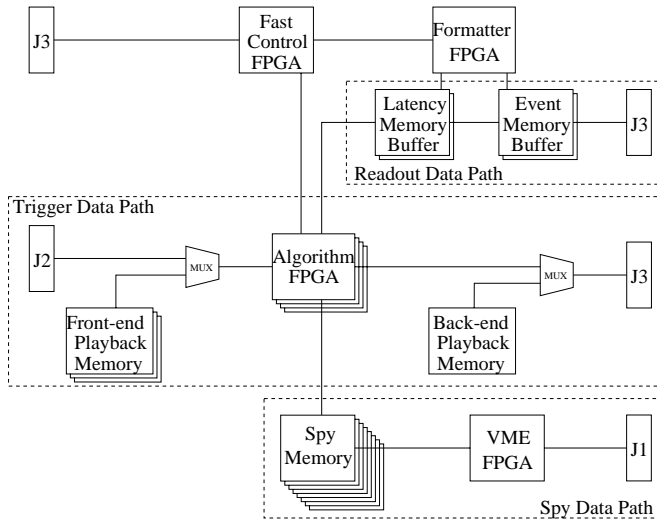 J3
Fast
Control
FPGA
Formatter
FPGA
Latency
Memory
Buffer
Event
Memory
Buffer
J3
Readout Data Path
Trigger Data Path
J2
MUX
Algorithm
FPGA
MUX
J3
Front-end
Playback
Memory
Back-end
Playback
Memory
Spy
Memory
VME
FPGA
J1
Spy Data Path